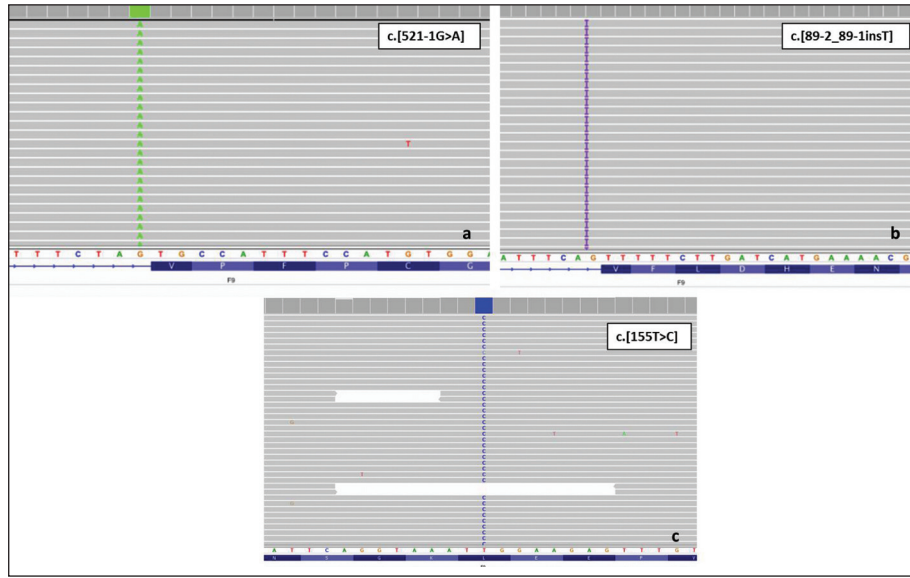 c.[521-1G>A]
A
T
a
T T T C T A G T G C C A T T T C C A T G T G G A
V P F P C G
F9
c.[89-2_89-1insT]
b
A T T T C A G T T T T T C T T G A T C A T G A A A A C G
V F L D H E N
F9
c.[155T>C]
C
T
G
T A T
T
G
c
A T T C A G G T A A A T T G G A A G A G T T T G T